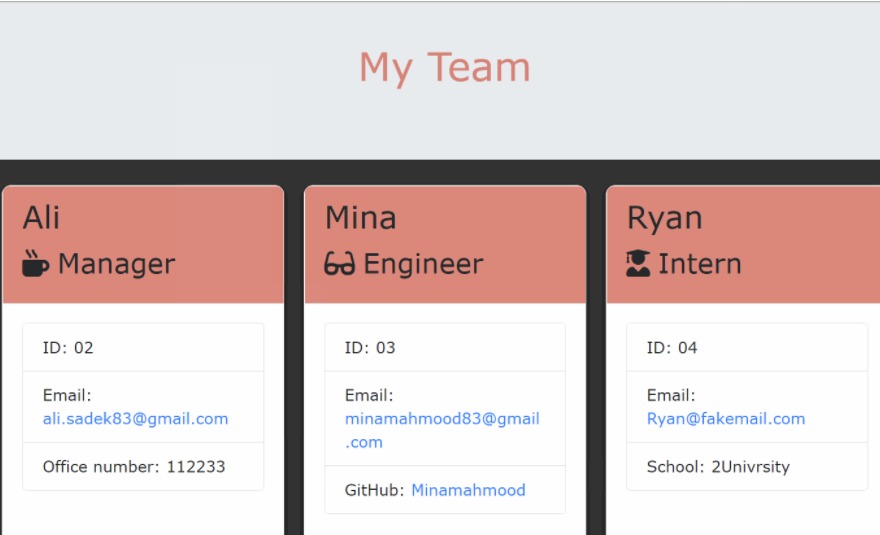 My Team
Ali
Manager
ID: 02
Email:
ali.sadek83@gmail.com
Office number: 112233
Mina
Engineer
ID: 03
Email:
minamahmood83@gmail
.com
GitHub: Minamahmood
Ryan
Intern
ID: 04
Email:
Ryan@fakemail.com
School: 2Univrsity